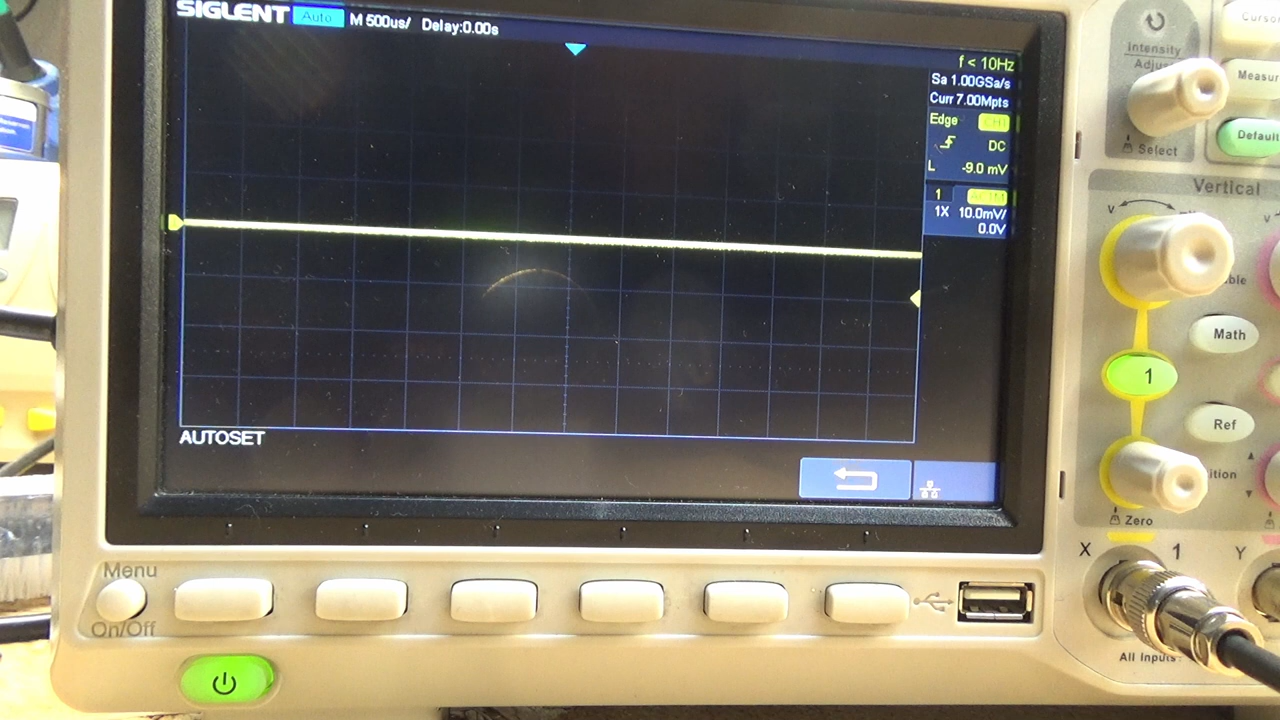 SIGLENT Auto M 500us/ Delay:0.00s
f < 10Hz
Sa 1.00GSa/s
Curr 7.00Mpts
Edge CH1
DC
L -9.0 mV
1
1X 10.0mV/
0.0V
AUTOSET
Menu
On/Off
Intensity
Select
Default
Vertical
V
Math
1
Ref
Zero
X 1 Y
All Inputs